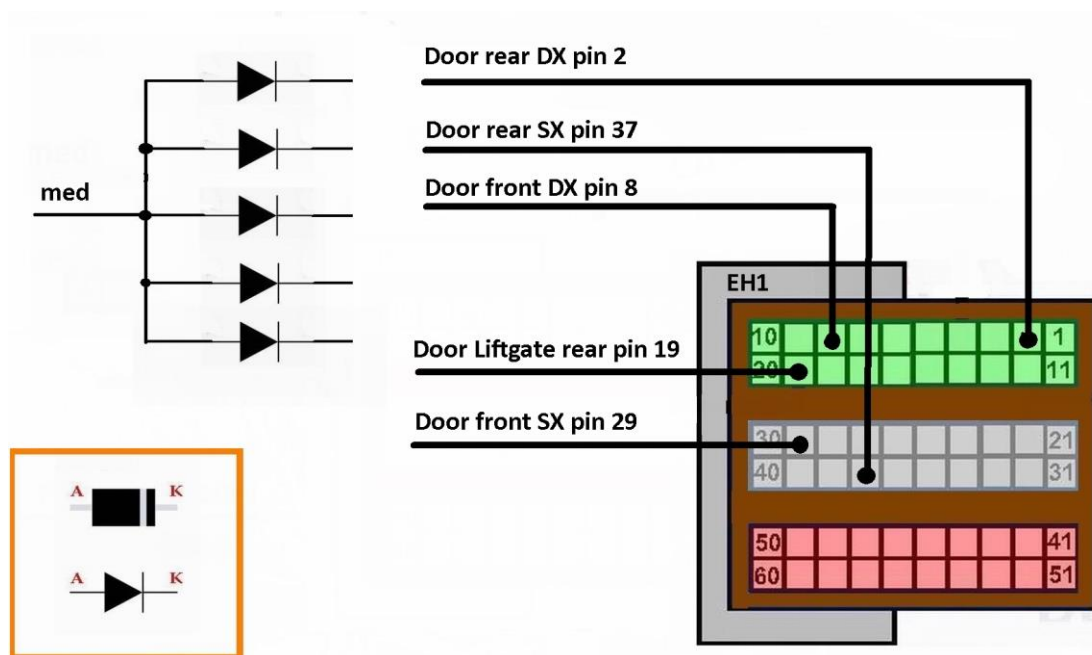 Door rear DX pin 2
Door rear SX pin 37
Door front DX pin 8
med
EH1
10 1
Door Liftgate rear pin 19
20 11
Door front SX pin 29
30 21
40 31
A K
50 41
A K
60 51